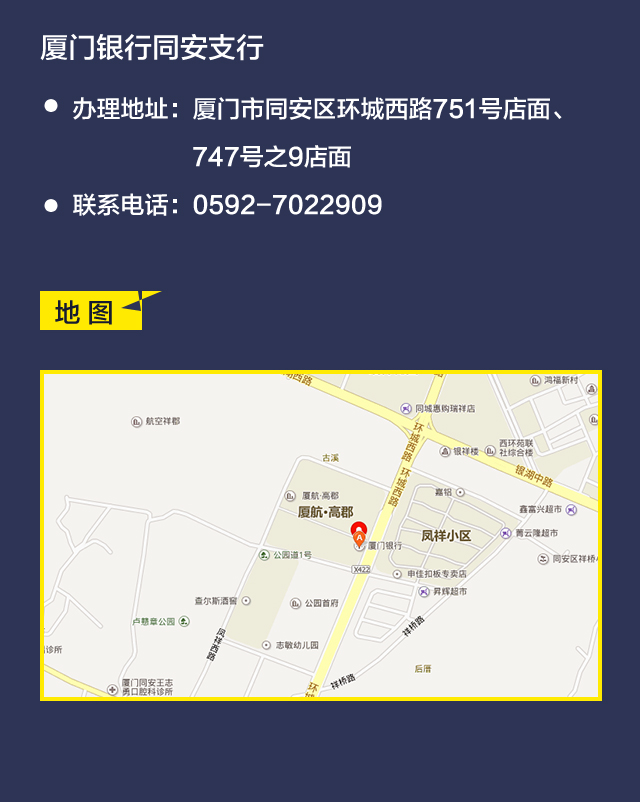 厦门银行同安支行
● 办理地址：厦门市同安区环城西路751号店面、
747号之9店面
● 联系电话：0592-7022909
地图
鸿福新村
同城惠购瑞祥店
航空祥郡
环城西路
银祥楼
西环苑联
社综合楼
银湖中路
古溪
环城西路
嘉铝
厦航·高郡
厦航·高郡
鑫富兴超市
凤祥小区
A
厦门银行
同安区祥桥
公园道1号
X422
申佳扣板专卖店
昇辉超市
查尔斯酒窖
公园首府
卢戆章公园
祥桥路
凤祥西路
志敏幼儿园
诊所
后厝
祥桥路
厦门同安王志
勇口腔科诊所
环城